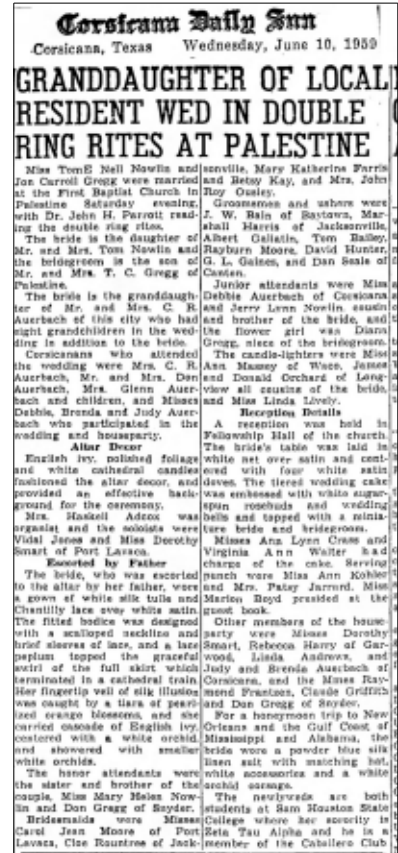 Corsicana Daily Sun
Corsicana, Texas Wednesday, June 10, 1959
GRANDDAUGHTER OF LOCAL
RESIDENT WED IN DOUBLE
RING RITES AT PALESTINE
Miss TomE Nell Nowlin and
Jon Carroll Gregg were married
at the First Baptist Church in
Palestine Saturday evening,
with Dr. John H. Parrott read-
ing the double ring rites.
The bride is the daughter of
Mr. and Mrs. Tom Nowlin and
the bridegroom is the son of
Mr. and Mrs. T. C. Gregg of
Palestine.
The bride is the granddaugh-
ter of Mr. and Mrs. C. R.
Auerbach of this city who had
eight grandchildren in the wed-
ding in addition to the bride.
Corsicanans who attended
the wedding were Mrs. C. R.
Auerbach, Mr. and Mrs. Don
Auerbach, Mrs. Glenn Auer-
bach and children, and Misses
Debbie, Brenda and Judy Auer-
bach who participated in the
wedding and houseparty.
Altar Decor
English ivy, polished foliage
and white cathedral candles
fashioned the altar decor, and
provided an effective back-
ground for the ceremony.
Mrs. Haskell Adcox was
organist and the soloists were
Vidal Jones and Miss Dorothy
Smart of Port Lavaca.
Escorted by Father
The bride, who was escorted
to the altar by her father, wore
a gown of white silk tulle and
Chantilly lace over white satin.
The fitted bodice was designed
with a scalloped neckline and
brief sleeves of lace, and a lace
peplum topped the graceful
swirl of the full skirt which
terminated in a cathedral train.
Her fingertip veil of silk illusion
was caught by a tiara of pearl-
ized orange blossoms, and she
carried cascade of English ivy,
centered with a white orchid
and showered with smaller
white orchids.
The honor attendants were
the sister and brother of the
couple, Miss Mary Helen Now-
lin and Don Gregg of Snyder.
Bridesmaids were Misses
Carol Jean Moore of Port
Lavaca, Cloe Rountree of Jack-
sonville, Mary Katherine Farris
and Betsy Kay, and Mrs. John
Roy Ousley.
Groomsmen and ushers were
J. W. Bain of Baytown, Mar-
shall Harris of Jacksonville,
Albert Gallatin, Tom Bailey,
Rayburn Moore, David Hunter,
G. L. Gaines, and Dan Seale of
Canton.
Junior attendants were Miss
Debbie Auerbach of Corsicana
and Jerry Lynn Nowlin, cousin
and brother of the bride, and
the flower girl was Diana
Gregg, niece of the bridegroom.
The candle-lighters were Miss
Ann Massey of Waco, James
and Donald Orchard of Long-
view all cousins of the bride,
and Miss Linda Lively.
Reception Details
A reception was held in
Fellowship Hall of the church.
The bride's table was laid in
white net over satin and cent-
ered with four white satin
doves. The tiered wedding cake
was embossed with white sugar-
spun rosebuds and wedding
bells and topped with a minia-
ture bride and bridegroom.
Misses Ana Lynn Crass and
Virginia Ann Walter had
charge of the cake. Serving
punch were Miss Ann Kohler
and Mrs. Patsy Jarrard. Miss
Marion Boyd presided at the
guest book.
Other members of the house-
party were Misses Dorothy
Smart, Rebecca Harry of Gar-
wood, Linda Andrews, and
Judy and Brenda Auerbach of
Corsicana, and the Mmes Ray-
mond Frantzen, Claude Griffith
and Don Gregg of Snyder.
For a honeymoon trip to New
Orleans and the Gulf Coast of
Mississippi and Alabama, the
bride wore a powder blue silk
linen suit with matching hat,
white accessories and a white
orchid corsage.
The newlyweds are both
students at Sam Houston State
College where her sorority is
Zeta Tau Alpha and he is a
member of the Caballero Club